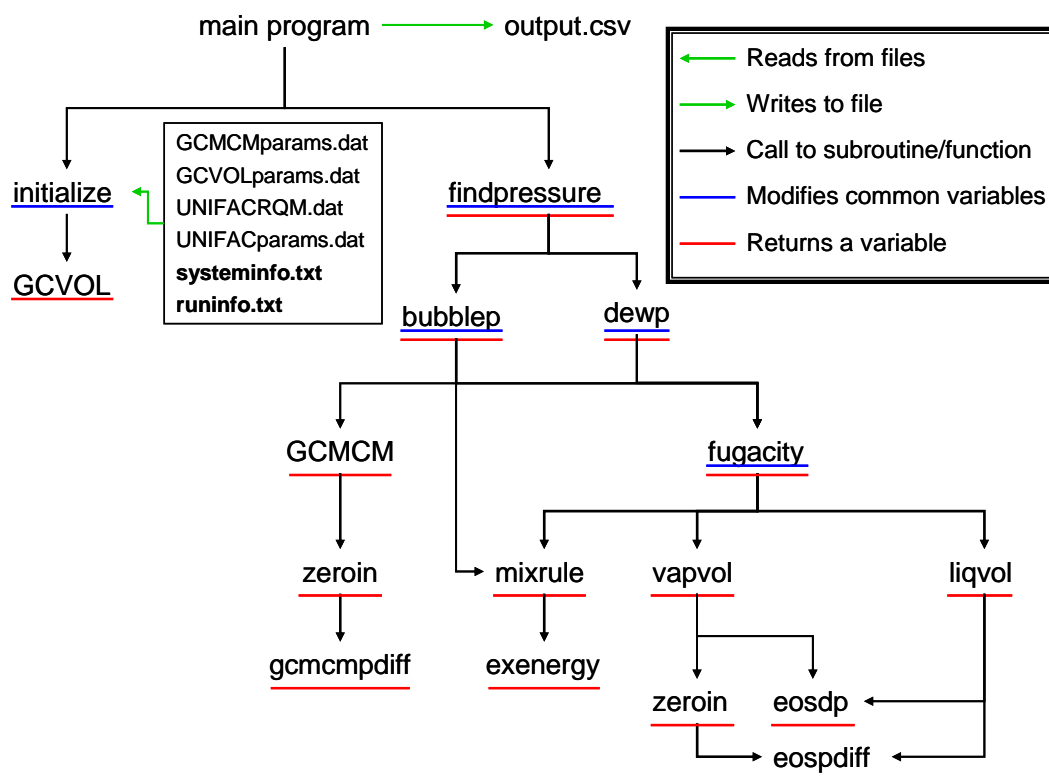 main program
output.csv
Reads from files
Writes to file
Call to subroutine/function
Modifies common variables
Returns a variable
GCMCMparams.dat
GCVOLparams.dat
UNIFACRQM.dat
UNIFACparams.dat
systeminfo.txt
runinfo.txt
initialize
findpressure
GCVOL
bubblep
dewp
GCMCM
fugacity
zeroin
mixrule
vapvol
liqvol
gcmcmpdiff
exenergy
zeroin
eosdp
eospdiff